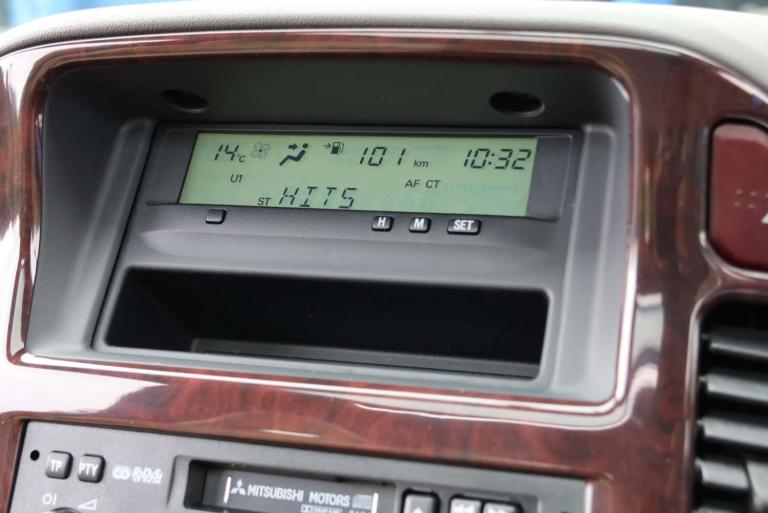 14°C 101 km 10:32
U1 AF CT
ST HITS
H M SET
TP PTY R·D·S
MITSUBISHI MOTORS